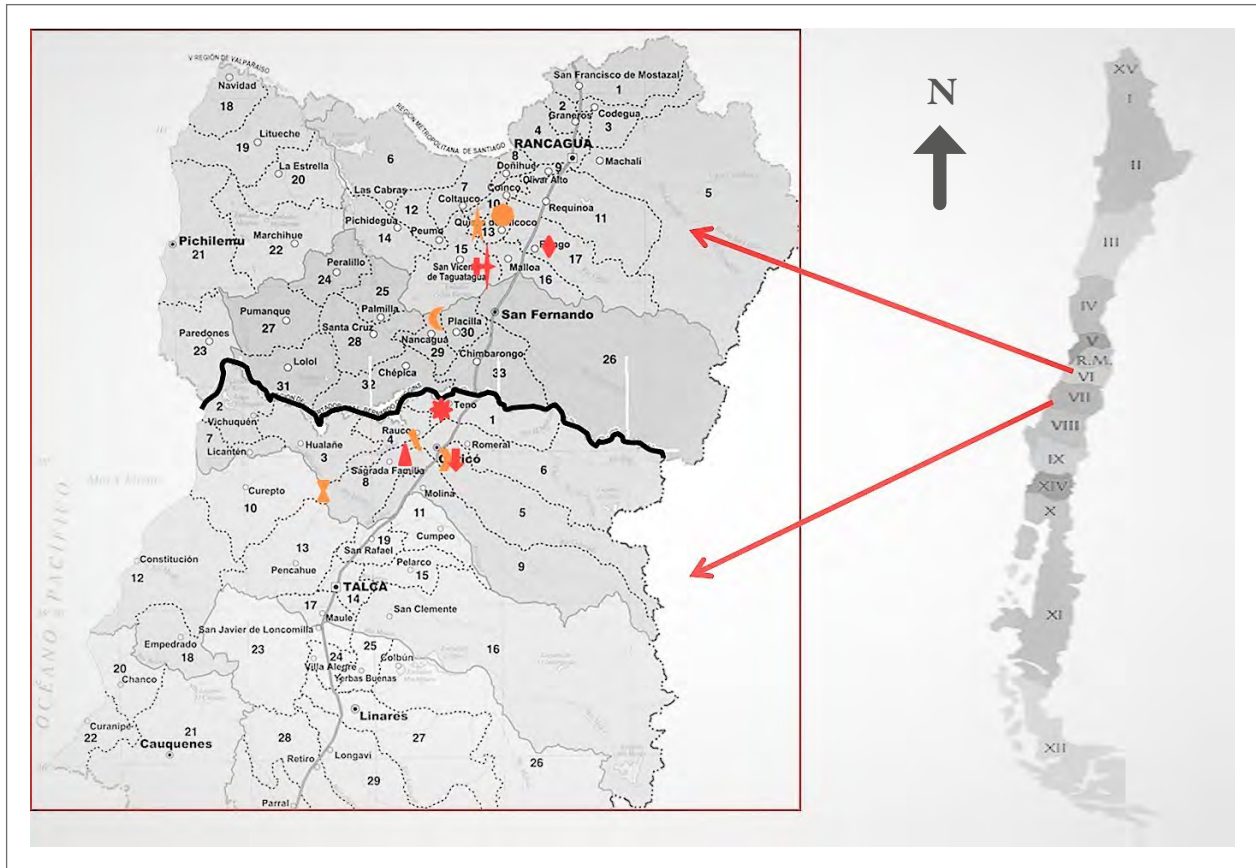 V REGIÓN DE VALPARAÍSO
Navidad
18
San Francisco de Mostazal
1
2
Graneros
Codegua
3
Litueche
19
REGIÓN METROPOLITANA DE SANTIAGO
4
RANCAGUA
La Estrella
20
6
8
Doñihue
9
Machalí
Olivar Alto
5
Las Cabras
7
Coinco
10
12
Coltauco
Requinoa
11
Pichidegua
14
Peumo
13
Pichilemu
21
Marchihue
22
15
San Vicente
de Taguatagua
Malloa
16
17
Peralillo
24
25
Pumanque
27
Palmilla
Santa Cruz
28
Placilla
30
San Fernando
Nancagua
29
Paredones
23
Lolol
31
Chépica
32
Chimbarongo
33
26
2
Vichuquén
Teno
1
7
Licantén
Hualañe
3
Rauco
4
Romeral
Sagrada Familia
8
6
Curepto
10
Molina
5
11
Cumpeo
13
San Rafael
19
9
Constitución
12
Pencahue
Pelarco
15
TALCA
14
17
Maule
San Clemente
San Javier de Loncomilla
Empedrado
18
23
16
24
25
Villa Alegre
Colbún
Yerbas Buenas
20
Chanco
Linares
Curanipe
22
21
Cauquenes
28
27
Retiro
Longaví
26
29
Parral
OCÉANO PACÍFICO
N
XV
I
II
III
IV
V
R.M.
VI
VII
VIII
IX
XIV
X
XI
XII